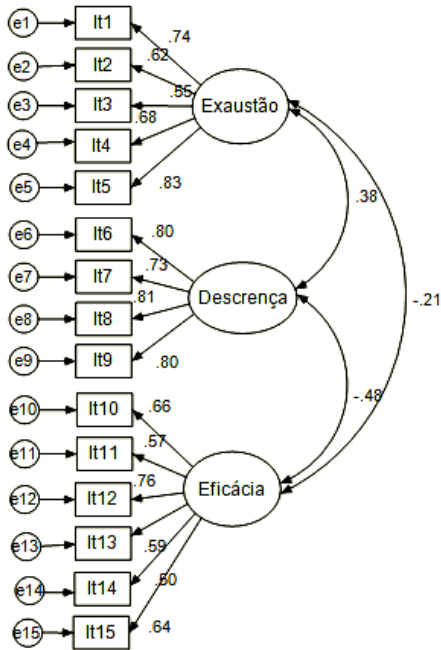 e1 It1 .74
e2 It2 .62
e3 It3 .55
Exaustão
e4 It4 .68
e5 It5 .83
.38
e6 It6 .80
e7 It7 .73
Descrença
-.21
e8 It8 .81
e9 It9 .80
-.48
e10 It10 .66
e11 It11 .57
e12 It12 .76
Eficácia
e13 It13 .59
e14 It14 .50
e15 It15 .64